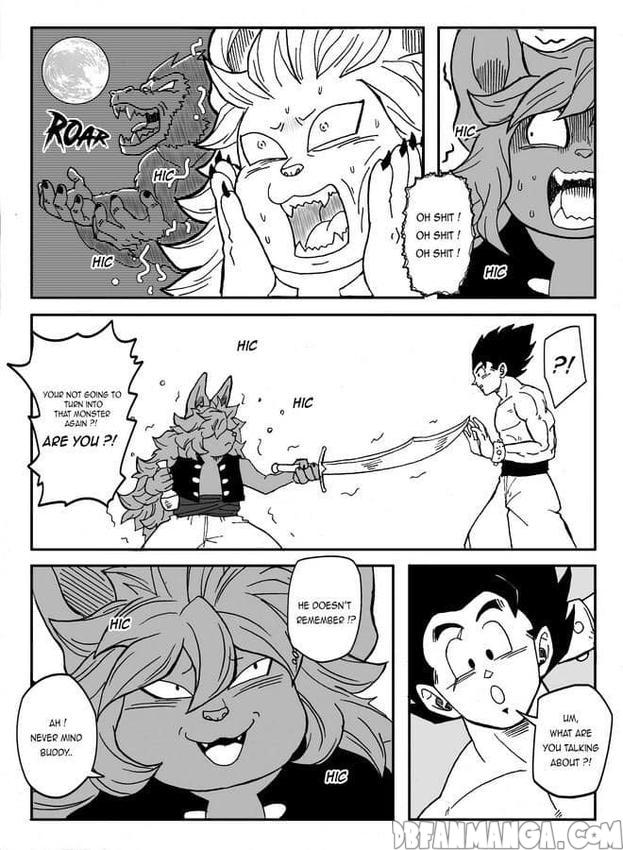 ROAR
HIC
HIC
OH SHIT !
OH SHIT !
OH SHIT !
HIC
HIC
YOUR NOT GOING TO
TURN INTO
THAT MONSTER
AGAIN ?!
ARE YOU ?!
HIC
HIC
?!
HIC
HE DOESN'T
REMEMBER !?
AH !
NEVER MIND
BUDDY..
HIC
UM,
WHAT ARE
YOU TALKING
ABOUT ?!
DBFANMANGA.COM